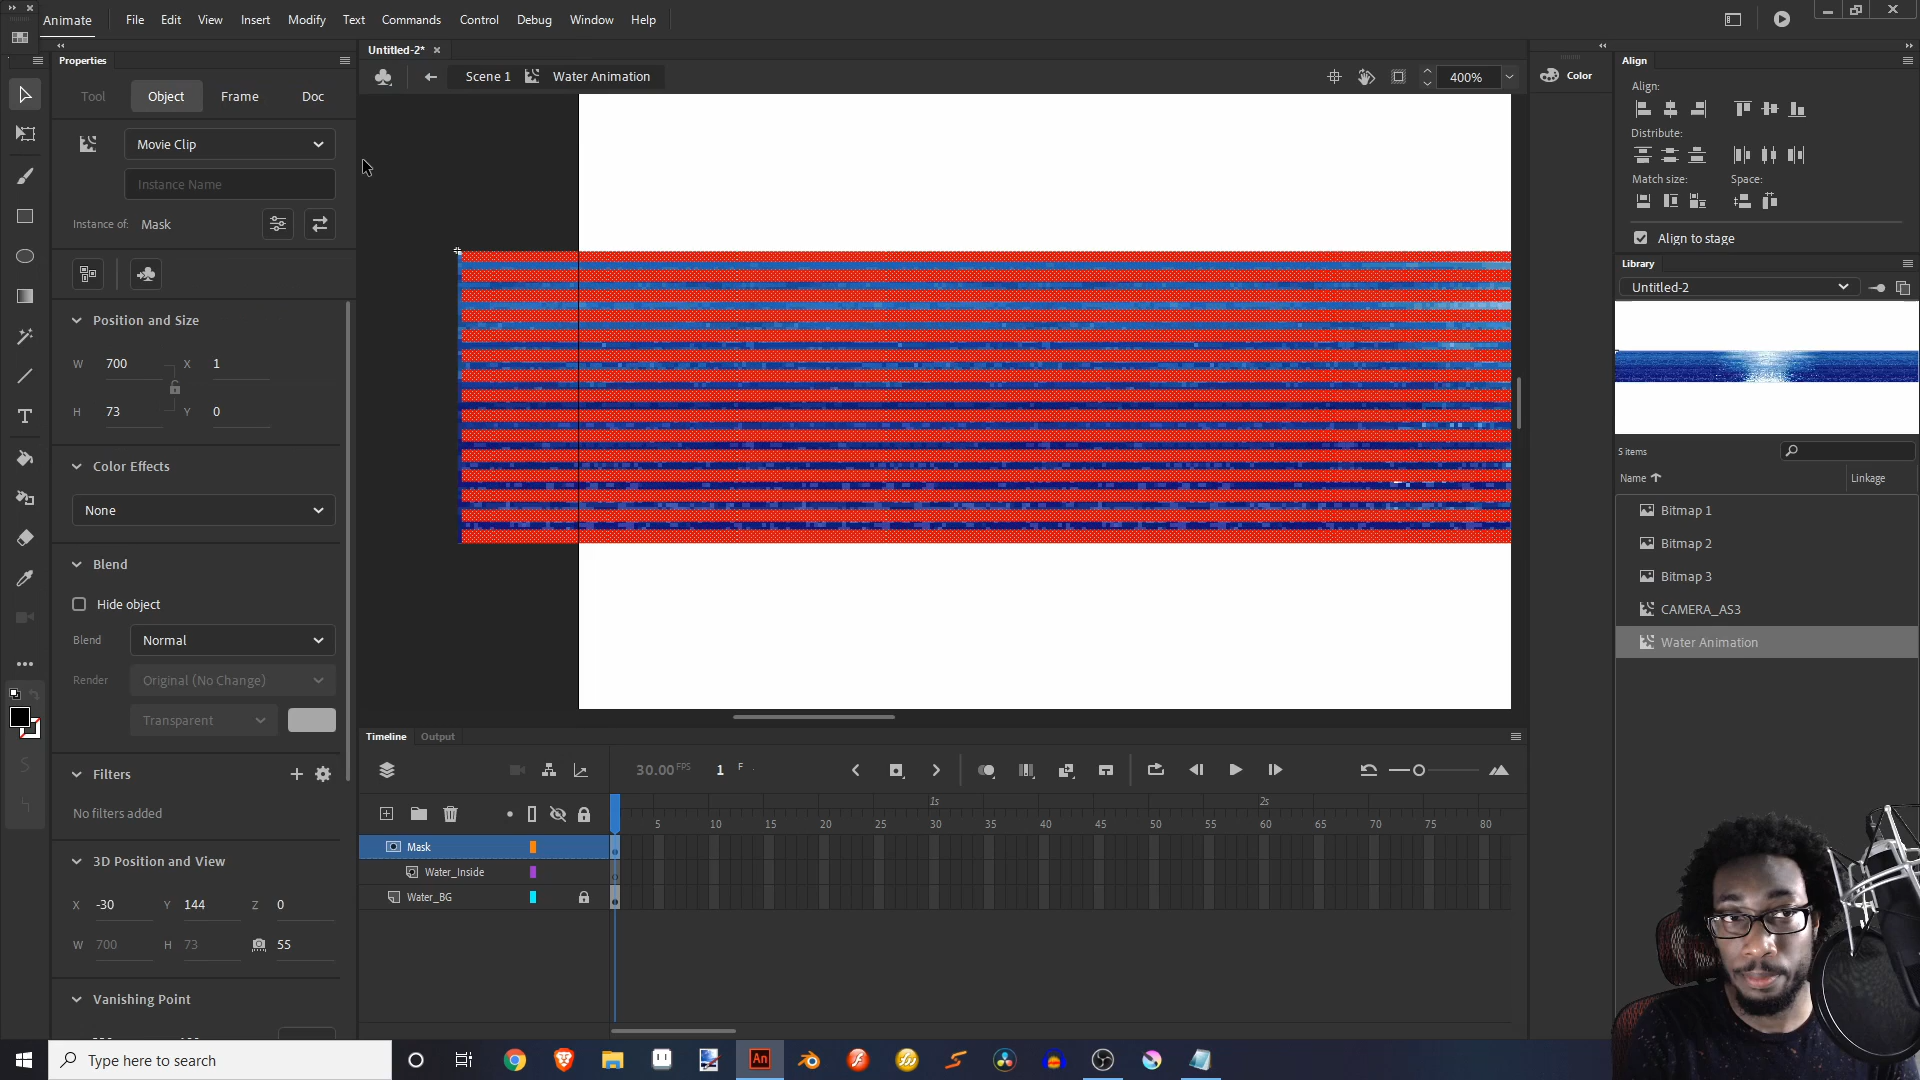 Animate File Edit View Insert Modify Text Commands Control Debug Window Help
Properties
Untitled-2*
Align
Scene 1 Water Animation 400% Color
Tool Object Frame Doc
Align:
Movie Clip
Distribute:
Instance Name
Match size: Space:
Instance of: Mask
Align to stage
Library
Untitled-2
Position and Size
W 700 X 1
H 73 Y 0
5 items
Color Effects
Name Linkage
None
Bitmap 1
Bitmap 2
Blend
Bitmap 3
Hide object
CAMERA_AS3
Blend Normal
Water Animation
Render Original (No Change)
Transparent
Timeline Output
Filters
30.00 FPS 1 F
No filters added
1s 2s
5 10 15 20 25 30 35 40 45 50 55 60 65 70 75 80
Mask
3D Position and View
Water_Inside
Water_BG
X -30 Y 144 Z 0
W 700 H 73 55
Vanishing Point
Type here to search
An